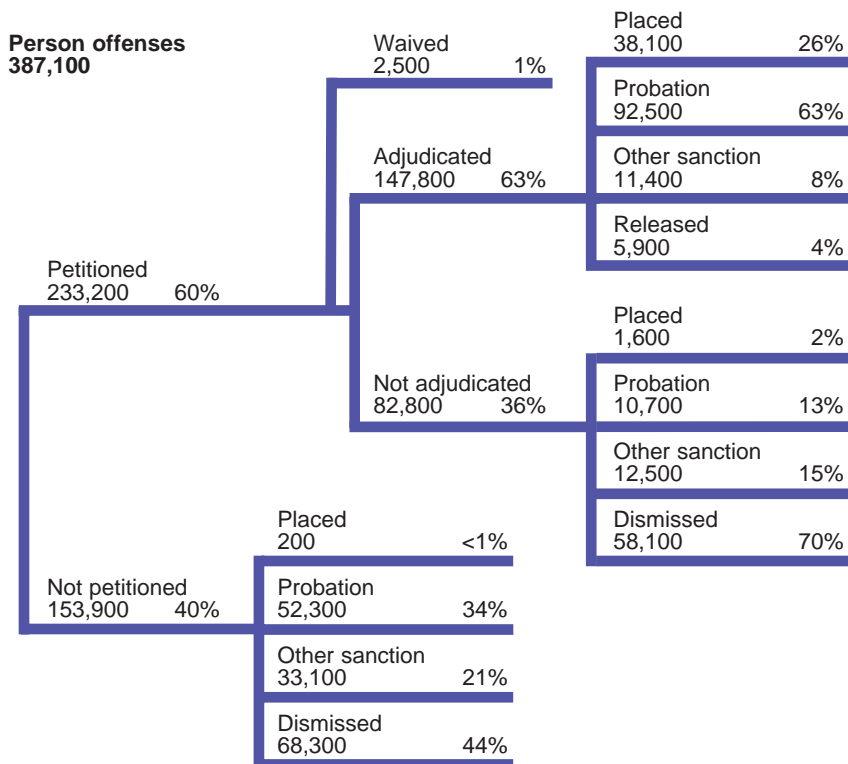 Person offenses
387,100
Petitioned
233,200 60%
Waived
2,500 1%
Adjudicated
147,800 63%
Placed
38,100 26%
Probation
92,500 63%
Other sanction
11,400 8%
Released
5,900 4%
Not adjudicated
82,800 36%
Placed
1,600 2%
Probation
10,700 13%
Other sanction
12,500 15%
Dismissed
58,100 70%
Not petitioned
153,900 40%
Placed
200 <1%
Probation
52,300 34%
Other sanction
33,100 21%
Dismissed
68,300 44%